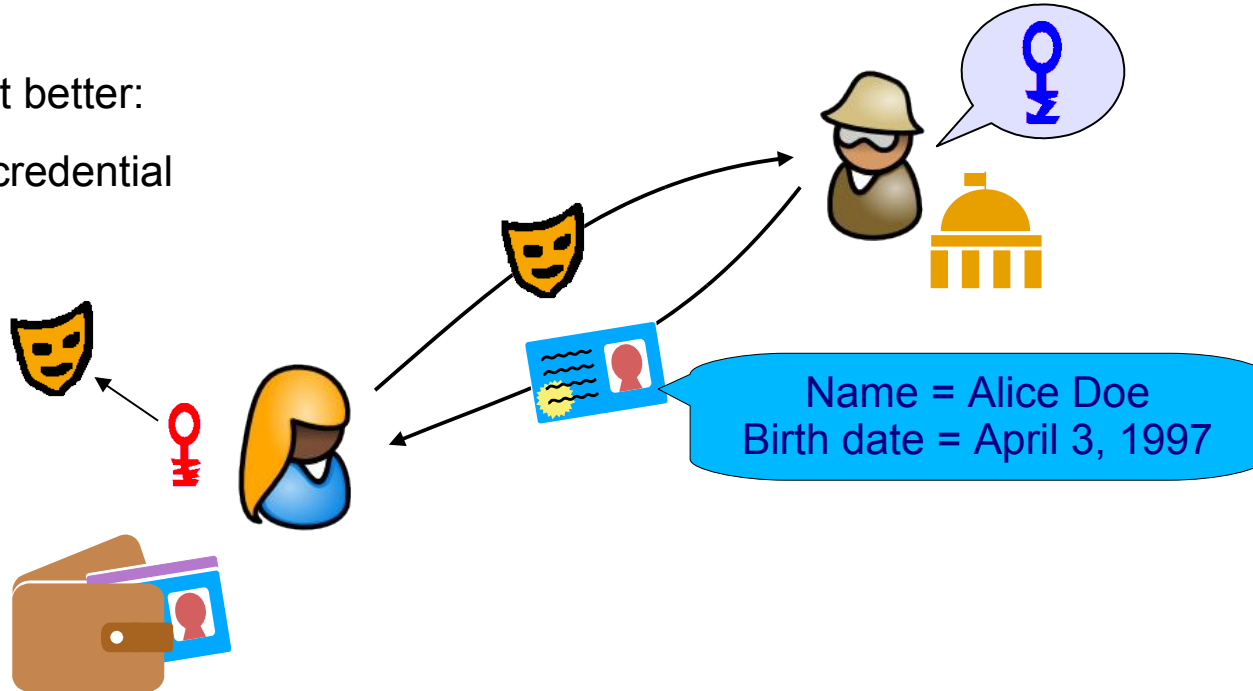 t better:
credential
Name = Alice Doe
Birth date = April 3, 1997